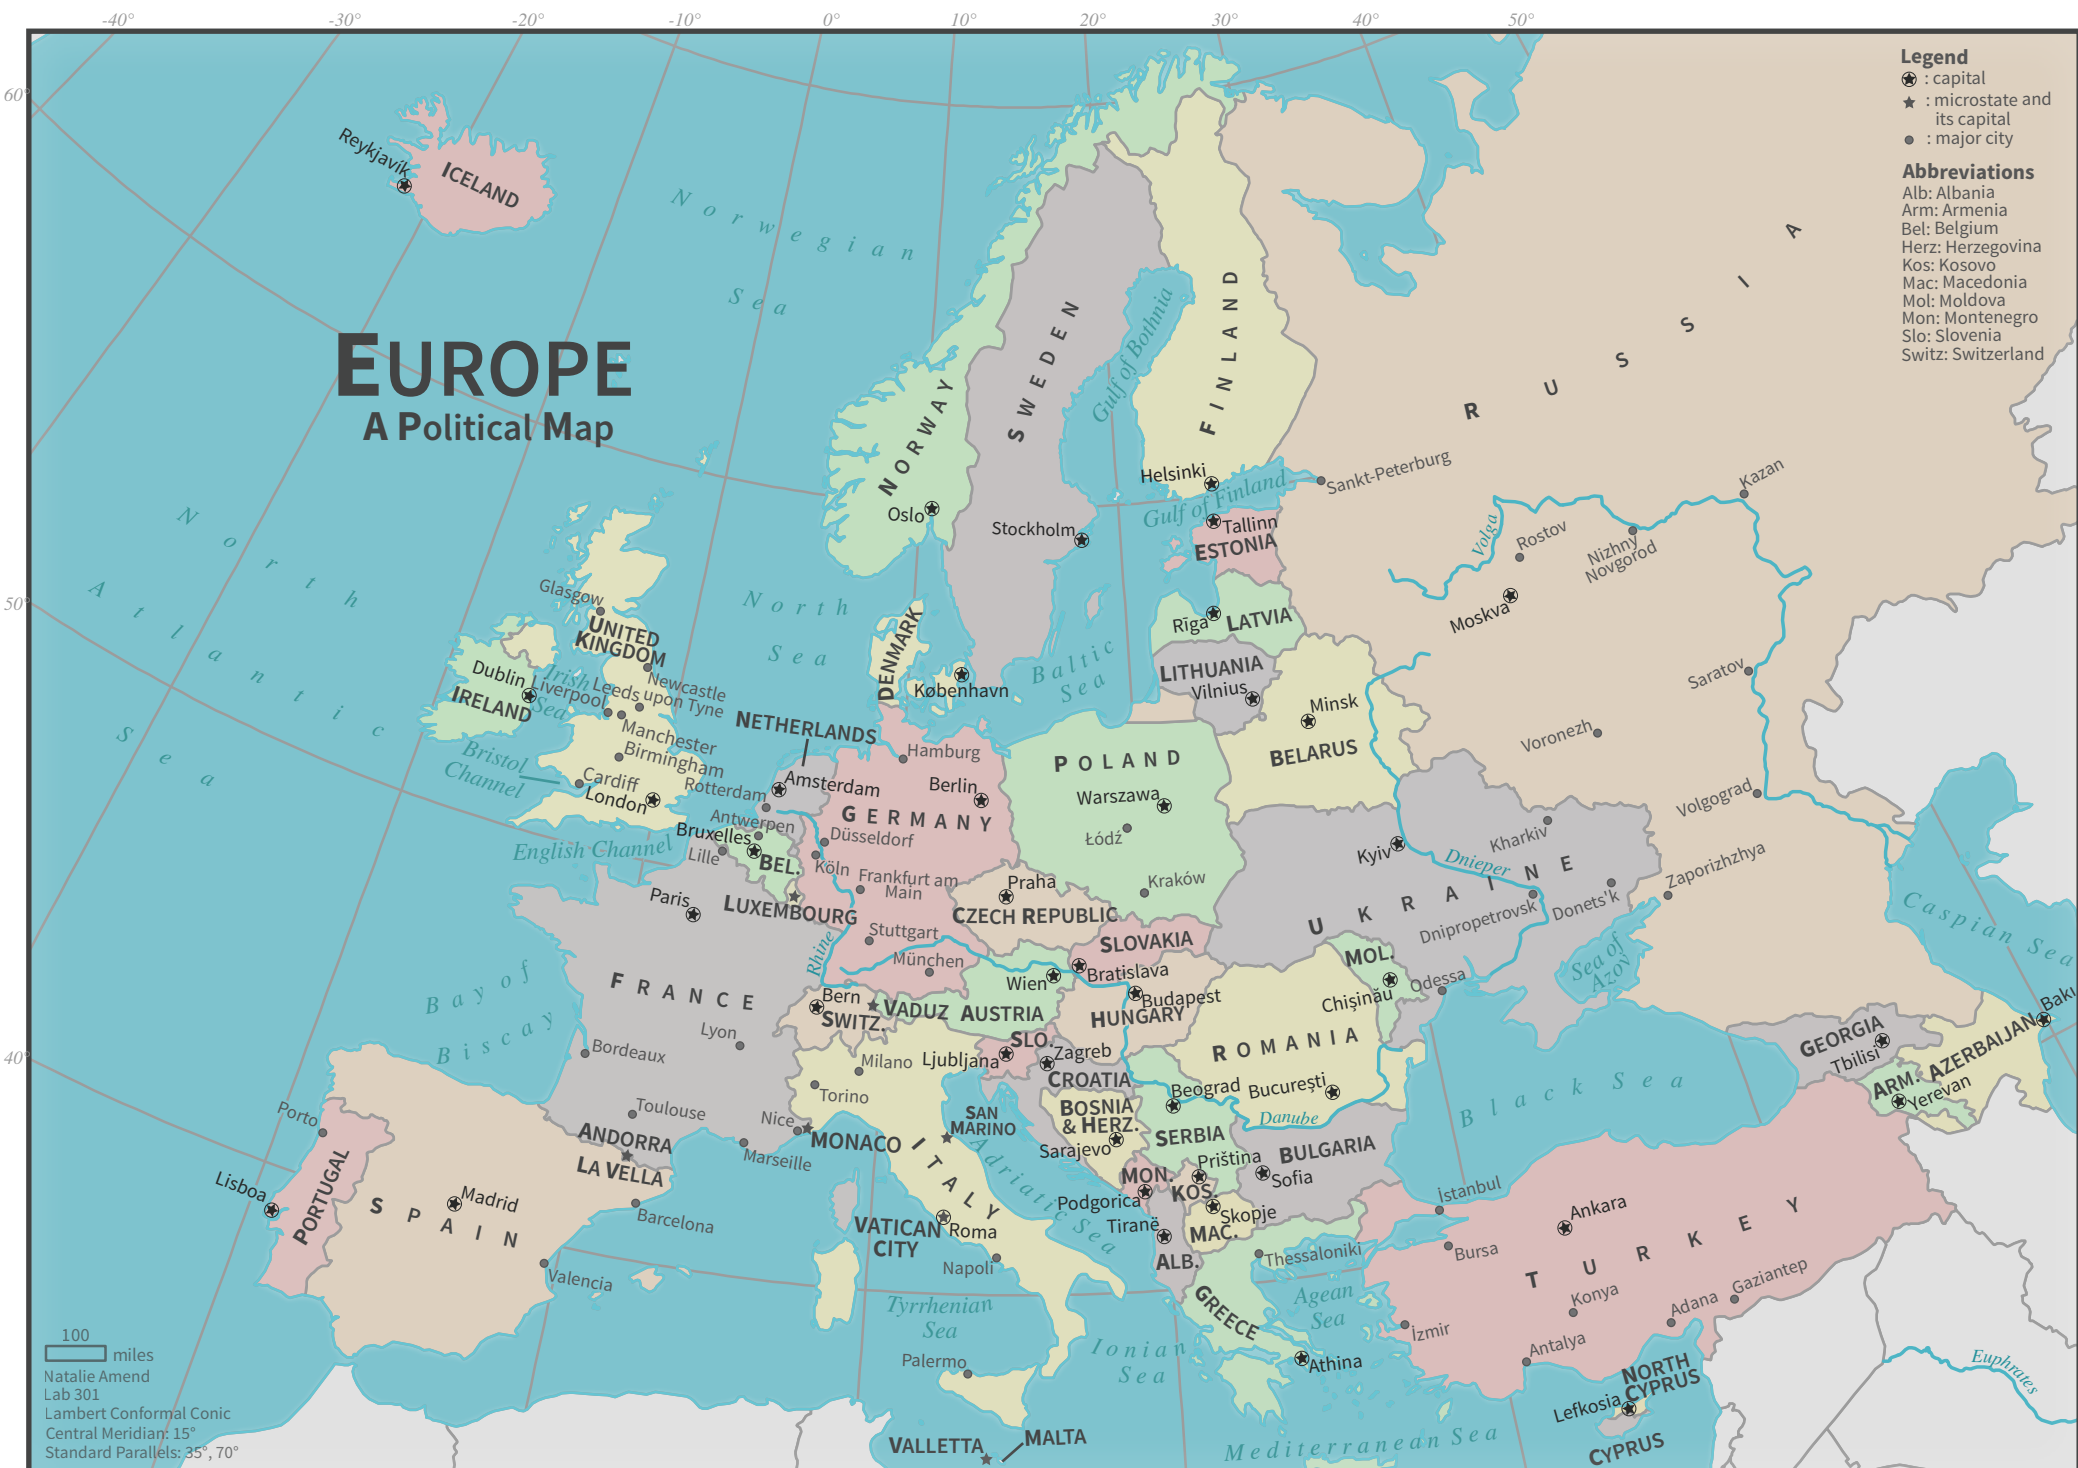 -40°
-30°
-20°
-10°
0°
10°
20°
30°
40°
50°
60°
50°
40°
Legend
: capital
: microstate and
its capital
: major city
Abbreviations
Alb: Albania
Arm: Armenia
Bel: Belgium
Herz: Herzegovina
Kos: Kosovo
Mac: Macedonia
Mol: Moldova
Mon: Montenegro
Slo: Slovenia
Switz: Switzerland
EUROPE
A Political Map
Reykjavík
ICELAND
Norwegian
Sea
North
Atlantic
Sea
NORWAY
Oslo
SWEDEN
Stockholm
Gulf of Bothnia
FINLAND
Helsinki
Gulf of Finland
Sankt-Peterburg
RUSSIA
Kazan
Volga
Rostov
Nizhny
Novgorod
Moskva
Saratov
Voronezh
Volgograd
Tallinn
ESTONIA
Rīga
LATVIA
LITHUANIA
Vilnius
Minsk
BELARUS
Baltic
Sea
North
Sea
DENMARK
København
Glasgow
UNITED
KINGDOM
Newcastle
upon Tyne
Irish
Sea
Dublin
IRELAND
Liverpool
Leeds
Manchester
Birmingham
Cardiff
London
Bristol
Channel
English Channel
NETHERLANDS
Amsterdam
Rotterdam
Antwerpen
Bruxelles
BEL.
Lille
LUXEMBOURG
Hamburg
Berlin
GERMANY
Düsseldorf
Köln
Frankfurt am
Main
Stuttgart
München
Rhine
POLAND
Warszawa
Łódź
Kraków
Praha
CZECH REPUBLIC
SLOVAKIA
Bratislava
Wien
AUSTRIA
VADUZ
Bern
SWITZ.
Budapest
HUNGARY
Kyiv
Dnieper
Kharkiv
UKRAINE
Dnipropetrovsk
Donets'k
Zaporizhzhya
Odessa
Sea of
Azov
MOL.
Chişinău
ROMANIA
Bucureşti
Danube
Paris
FRANCE
Lyon
Bordeaux
Toulouse
Nice
Marseille
MONACO
Bay of
Biscay
ANDORRA
LA VELLA
Porto
Lisboa
PORTUGAL
Madrid
SPAIN
Barcelona
Valencia
Milano
Torino
ITALY
SAN
MARINO
VATICAN
CITY
Roma
Napoli
Palermo
Adriatic Sea
Tyrrhenian
Sea
Ionian
Sea
VALLETTA
MALTA
SLO.
Ljubljana
Zagreb
CROATIA
BOSNIA
& HERZ.
Sarajevo
Beograd
SERBIA
MON.
Podgorica
Priština
KOS.
Skopje
MAC.
Tiranë
ALB.
BULGARIA
Sofia
GREECE
Thessaloniki
Athina
Agean
Sea
Mediterranean Sea
Black Sea
Caspian Sea
GEORGIA
Tbilisi
AZERBAIJAN
Baku
ARM.
Yerevan
İstanbul
Bursa
İzmir
Ankara
TURKEY
Konya
Antalya
Adana
Gaziantep
NORTH
CYPRUS
Lefkosia
CYPRUS
Euphrates
100
miles
Natalie Amend
Lab 301
Lambert Conformal Conic
Central Meridian: 15°
Standard Parallels: 35°, 70°